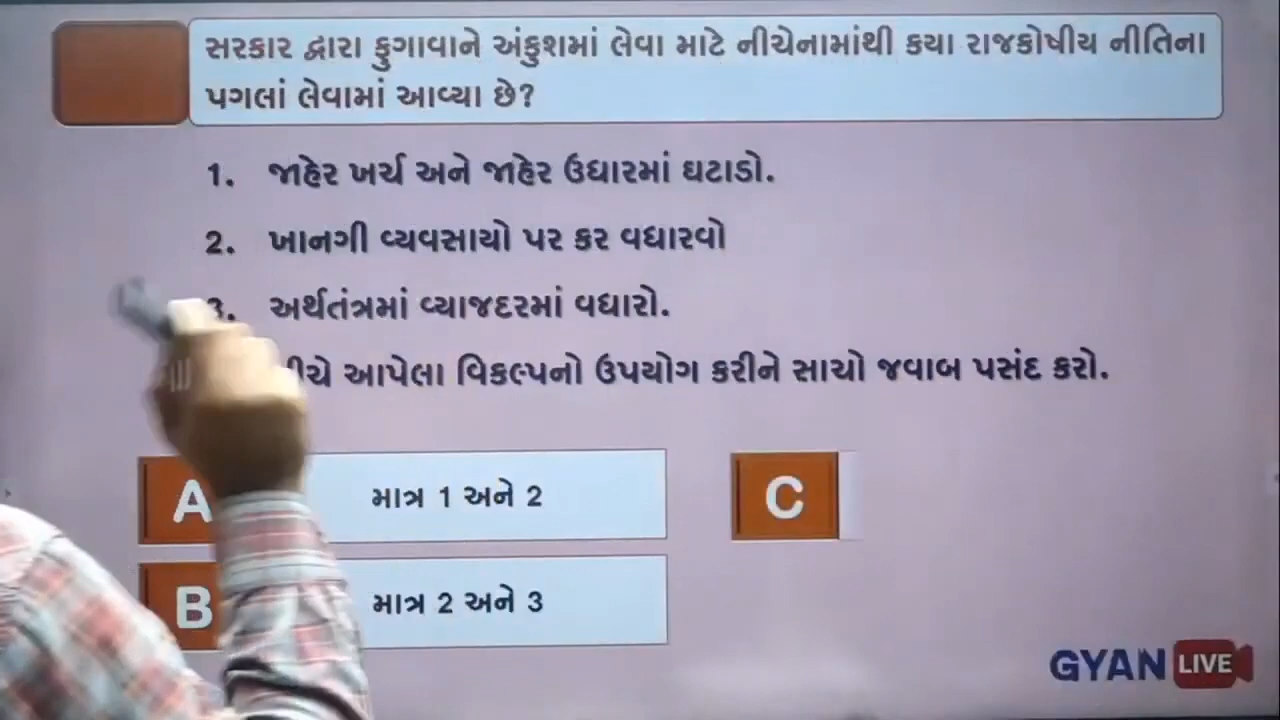 સરકાર દ્વારા ફુગાવાને અંકુશમાં લેવા માટે નીચેનામાંથી કયા રાજકોષીય નીતિના
પગલાં લેવામાં આવ્યા છે?
1. જાહેર ખર્ચ અને જાહેર ઉધારમાં ઘટાડો.
2. ખાનગી વ્યવસાયો પર કર વધારવો
3. અર્થતંત્રમાં વ્યાજદરમાં વધારો.
આપેલા વિકલ્પનો ઉપયોગ કરીને સાચો જવાબ પસંદ કરો.
A માત્ર 1 અને 2
C
B માત્ર 2 અને 3
GYAN LIVE